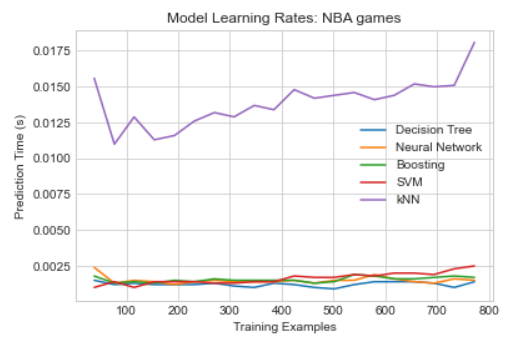 Model Learning Rates: NBA games
Prediction Time (s)
0.0175
0.0150
0.0125
0.0100
0.0075
0.0050
0.0025
Decision Tree
Neural Network
Boosting
SVM
kNN
100 200 300 400 500 600 700 800
Training Examples